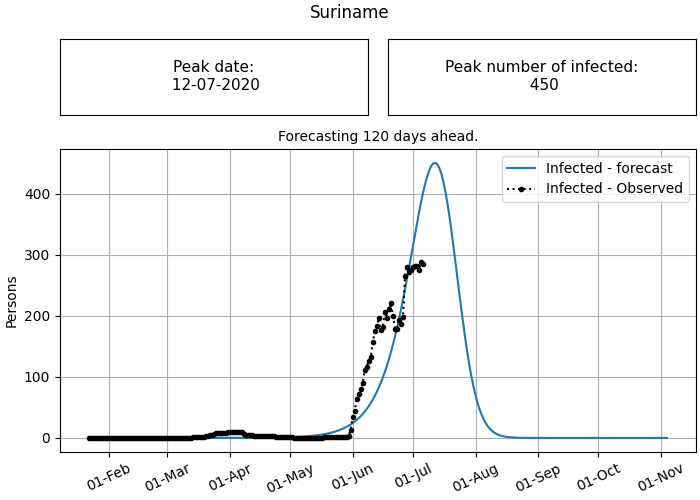 Suriname
Peak date:
12-07-2020
Peak number of infected:
450
Forecasting 120 days ahead.
Infected - forecast
Infected - Observed
Persons
400
300
200
100
0
01-Feb
01-Mar
01-Apr
01-May
01-Jun
01-Jul
01-Aug
01-Sep
01-Oct
01-Nov